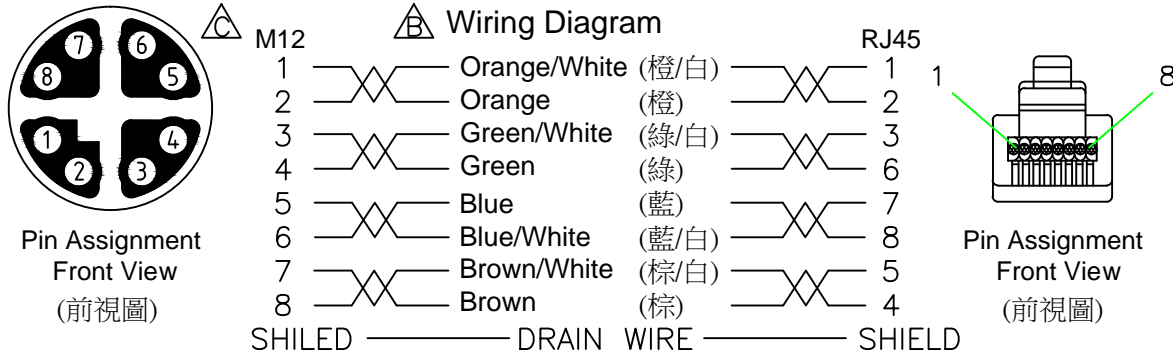 C
B Wiring Diagram
M12 RJ45
1 Orange/White (橙/白) 1
2 Orange (橙) 2
3 Green/White (綠/白) 3
4 Green (綠) 6
5 Blue (藍) 7
6 Blue/White (藍/白) 8
7 Brown/White (棕/白) 5
8 Brown (棕) 4
SHILED DRAIN WIRE SHIELD
7 6
8 5
1 4
2 3
Pin Assignment
Front View
(前視圖)
1 8
Pin Assignment
Front View
(前視圖)